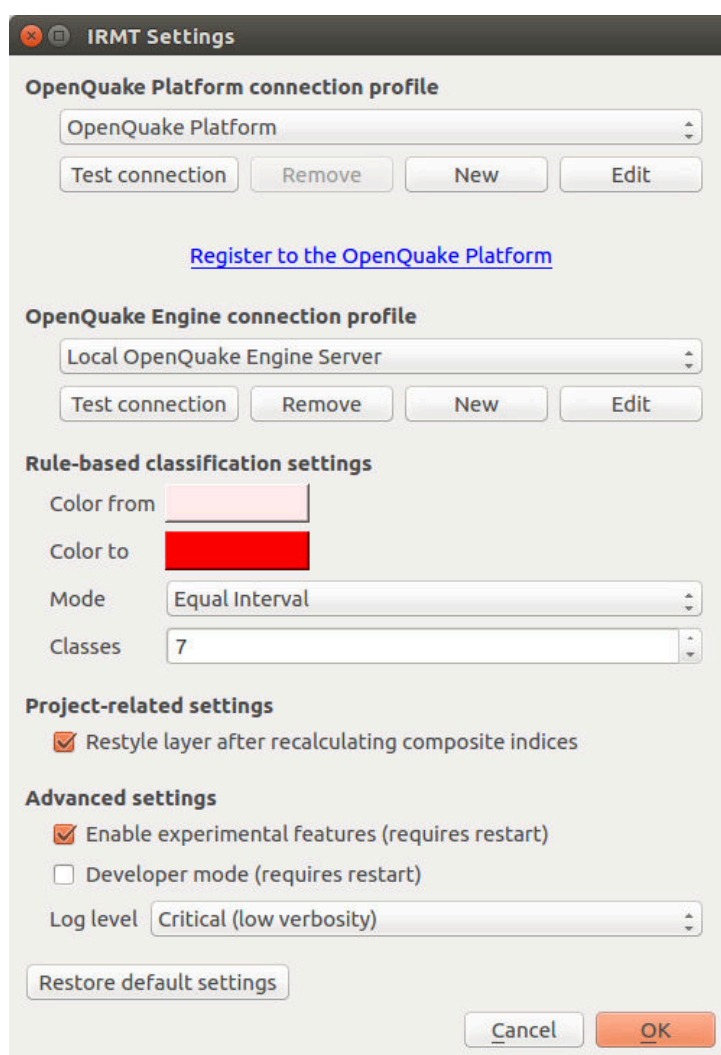 IRMT Settings
OpenQuake Platform connection profile
OpenQuake Platform
Test connection Remove New Edit
Register to the OpenQuake Platform
OpenQuake Engine connection profile
Local OpenQuake Engine Server
Test connection Remove New Edit
Rule-based classification settings
Color from
Color to
Mode Equal Interval
Classes 7
Project-related settings
Restyle layer after recalculating composite indices
Advanced settings
Enable experimental features (requires restart)
Developer mode (requires restart)
Log level Critical (low verbosity)
Restore default settings
Cancel OK